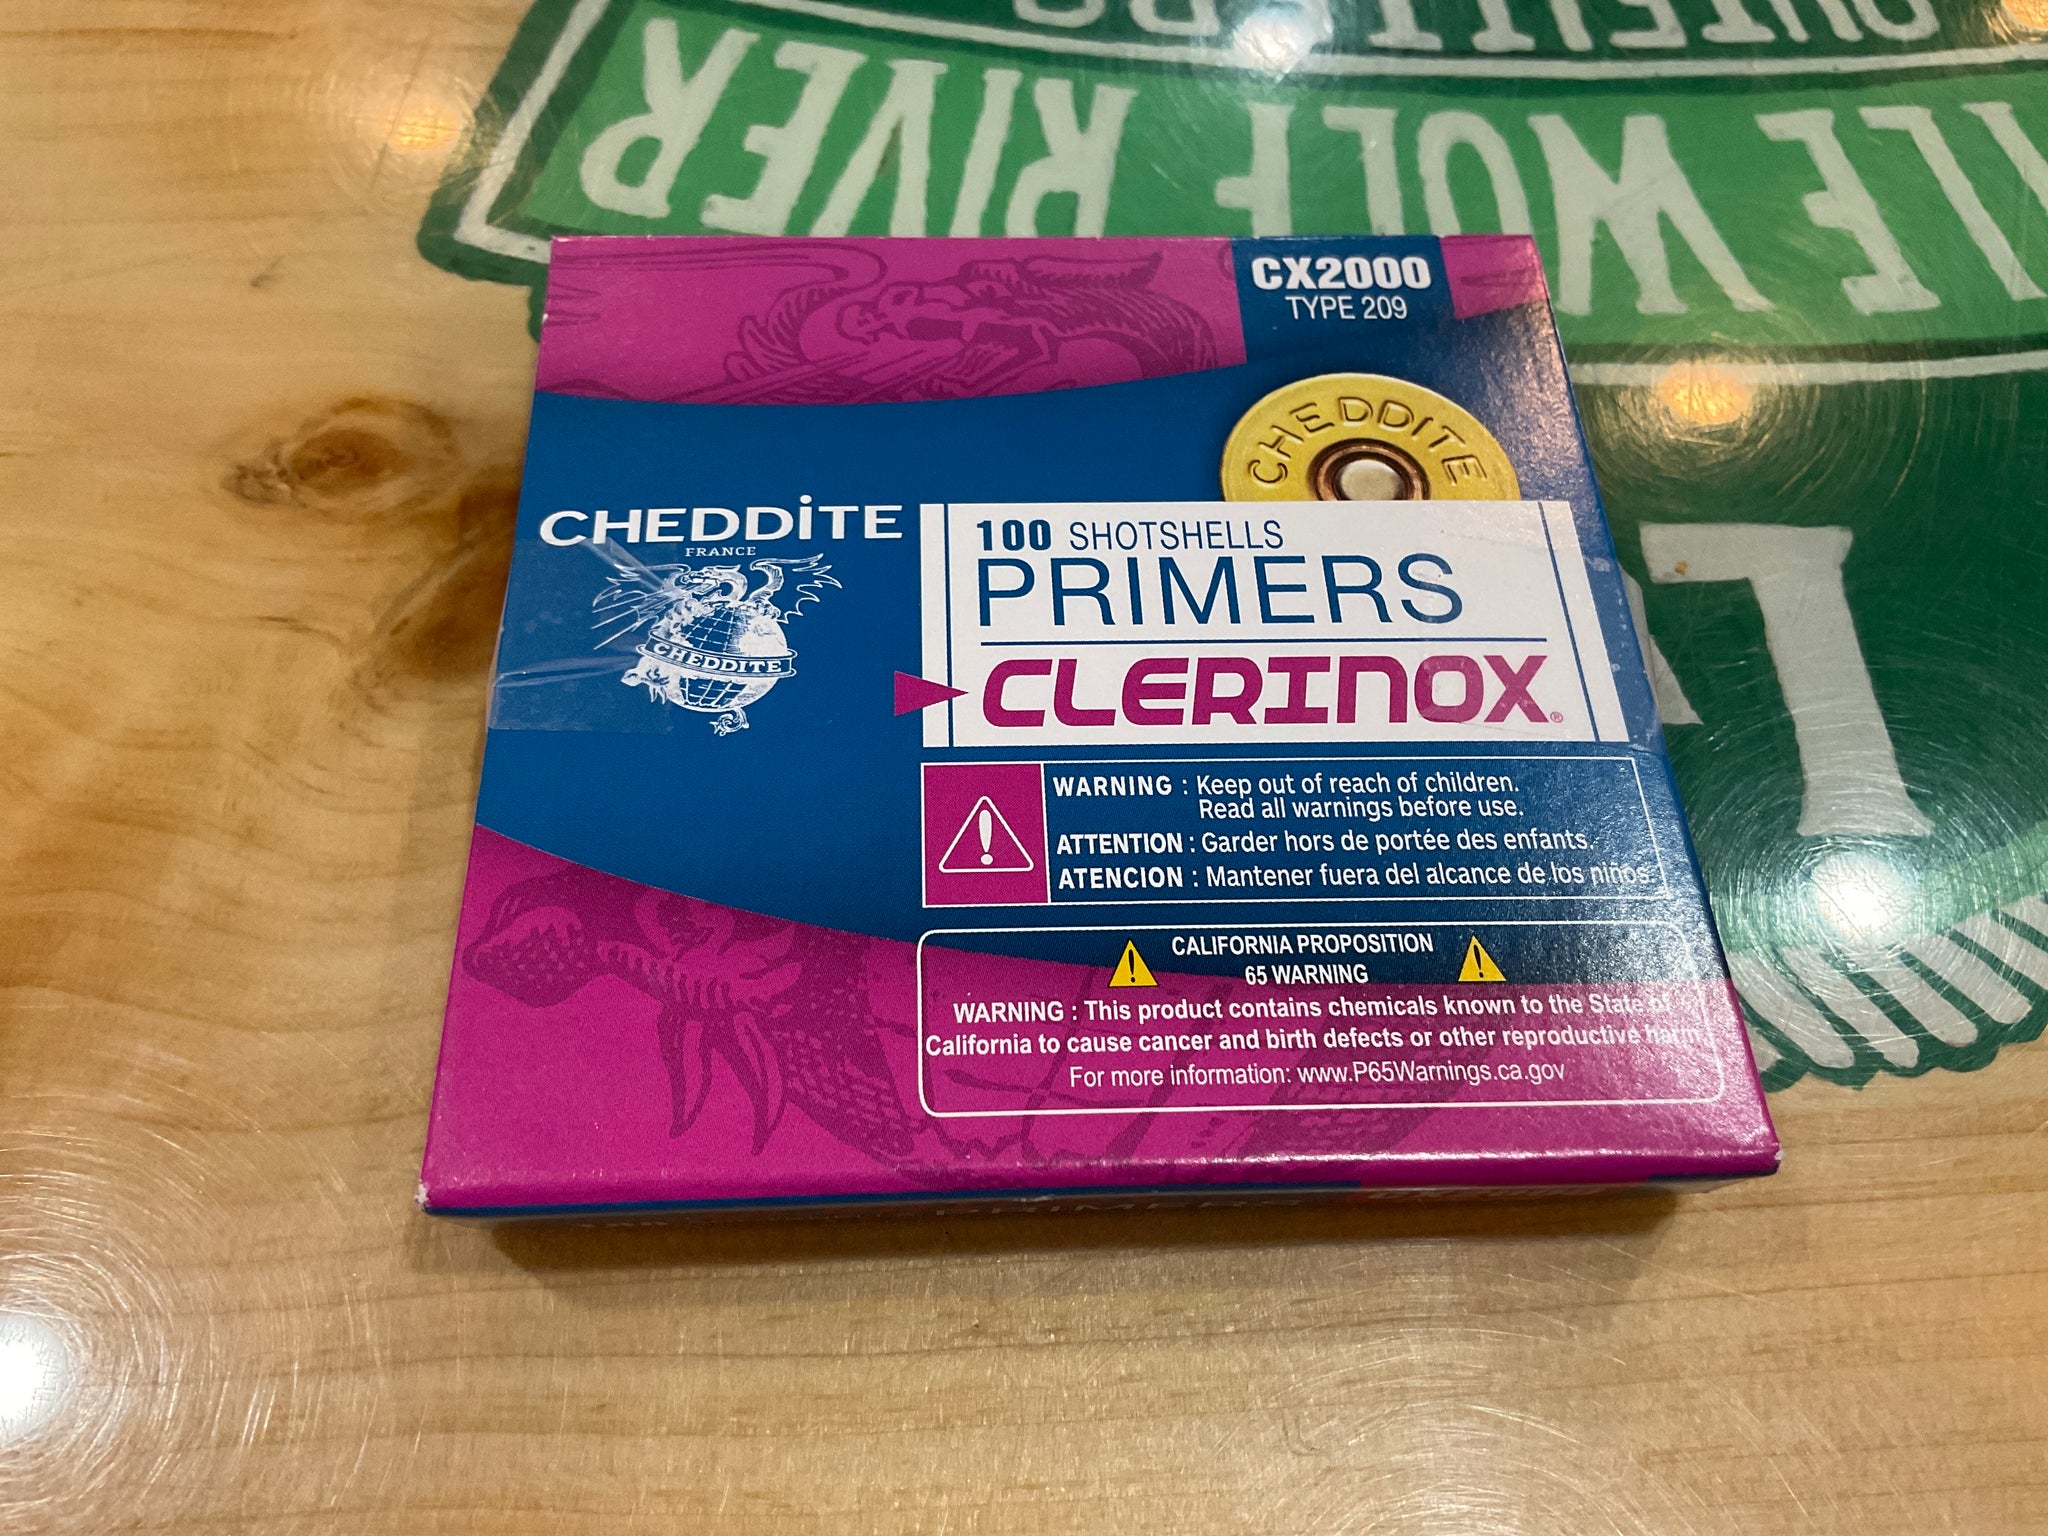 RIVER
WOLF
CX2000
TYPE 209
CHEDDITE
CHEDDiTE
FRANCE
CHEDDITE
100 SHOTSHELLS
PRIMERS
CLERINOX®
WARNING : Keep out of reach of children.
Read all warnings before use.
ATTENTION : Garder hors de portée des enfants.
ATENCION : Mantener fuera del alcance de los niños.
CALIFORNIA PROPOSITION
65 WARNING
WARNING : This product contains chemicals known to the State of
California to cause cancer and birth defects or other reproductive harm.
For more information: www.P65Warnings.ca.gov
PRIMERS